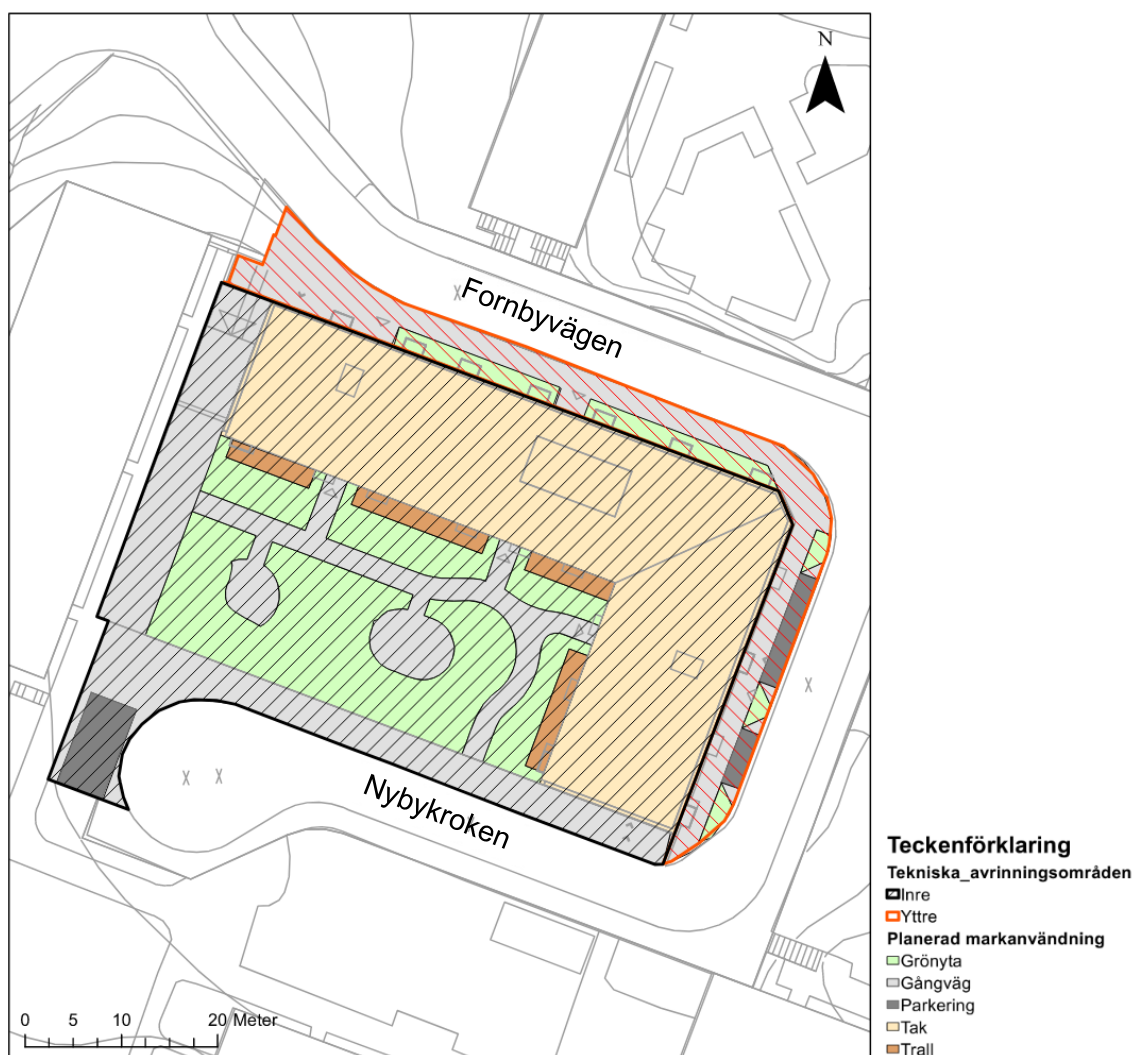 N
Fornbyvägen
Nybykroken
0 5 10 20 Meter
Teckenförklaring
Tekniska_avrinningsområden
Inre
Yttre
Planerad markanvändning
Grönyta
Gångväg
Parkering
Tak
Trall